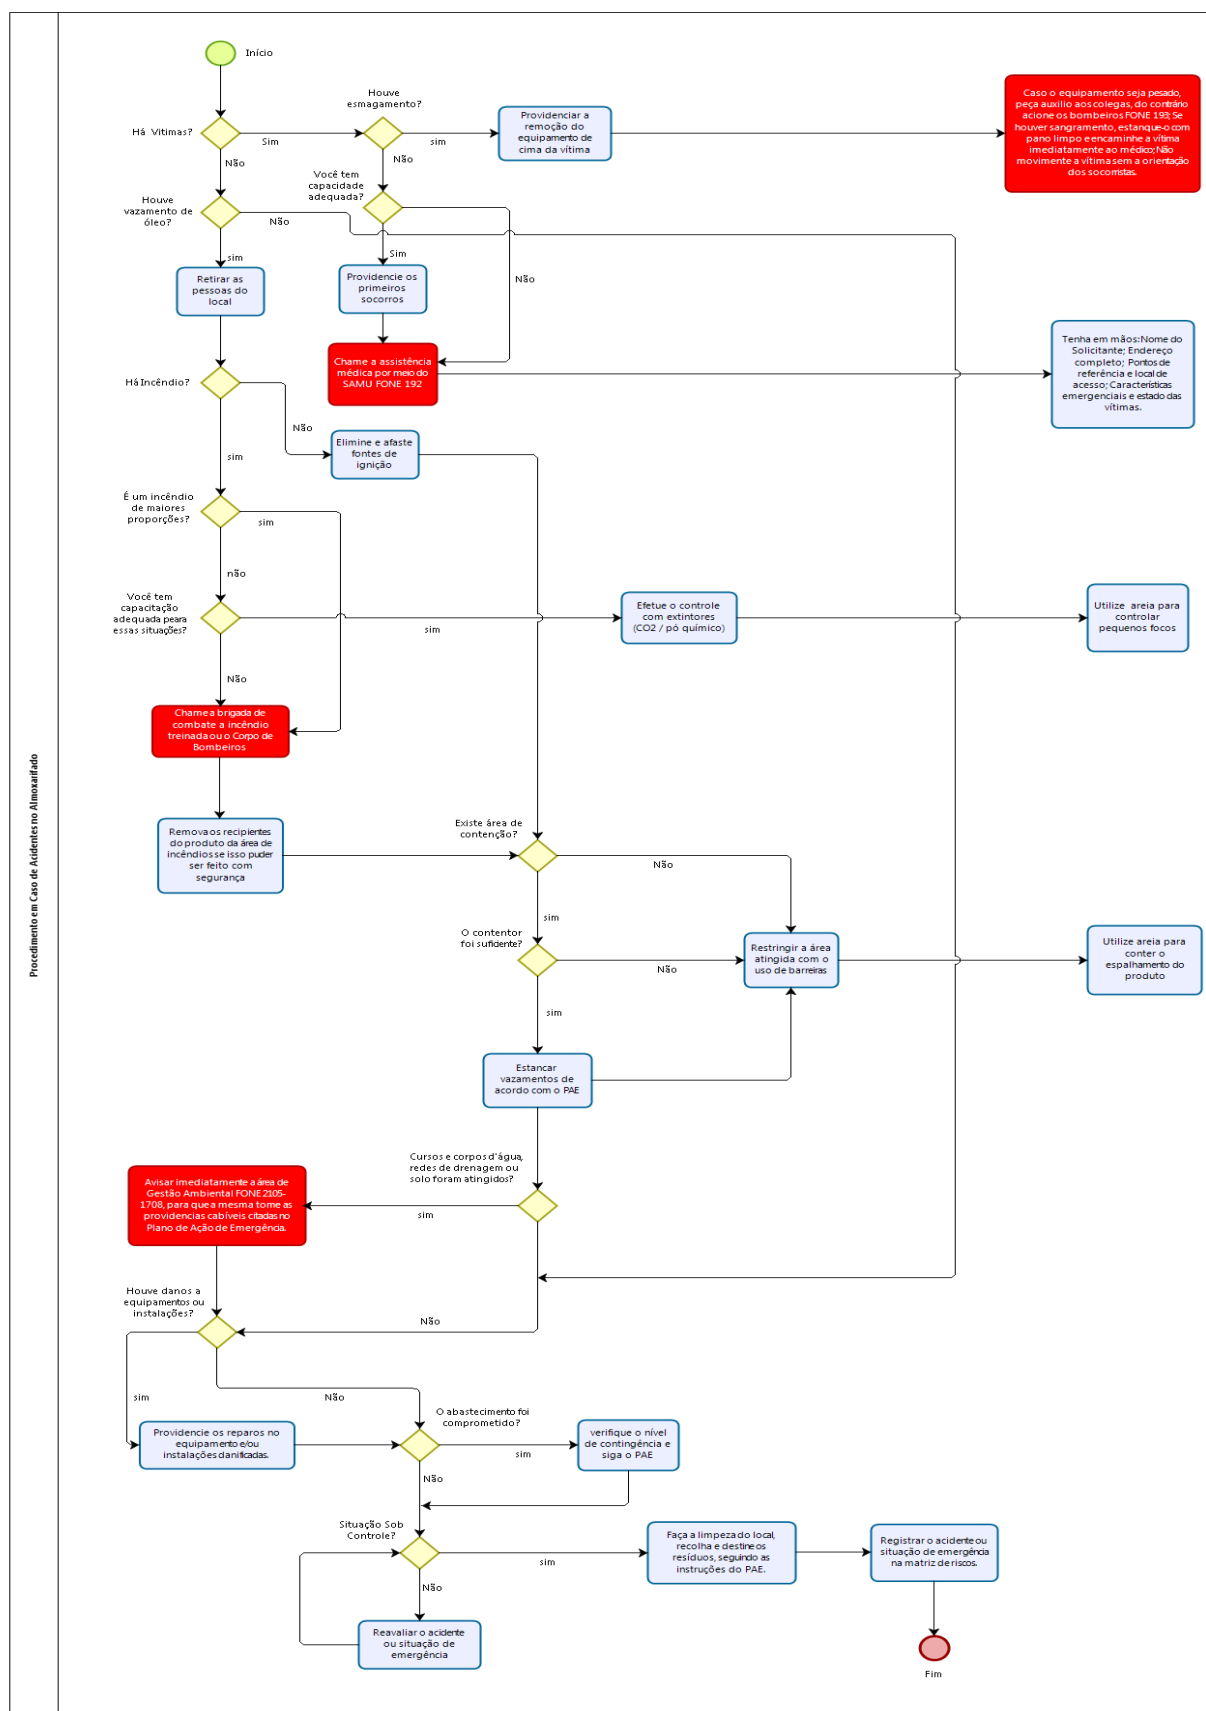 Procedimento em Caso de Acidentes no Almoxarifado
Início
Há Vitimas?
Sim
Não
Houve
esmagamento?
sim
Não
Providenciar a
remoção do
equipamento de
cima da vítima
Caso o equipamento seja pesado,
peça auxilio aos colegas, do contrário
acione os bombeiros FONE 193; Se
houver sangramento, estanque-o com
pano limpo e encaminhe a vítima
imediatamente ao médico; Não
movimente a vítima sem a orientação
dos socorristas.
Você tem
capacidade
adequada?
Não
Sim
Não
Houve
vazamento de
óleo?
Não
sim
Retirar as
pessoas do
local
Providencie os
primeiros
socorros
Chame a assistência
médica por meio do
SAMU FONE 192
Tenha em mãos: Nome do
Solicitante; Endereço
completo; Pontos de
referência e local de
acesso; Características
emergenciais e estado das
vítimas.
Há Incêndio?
Não
sim
Elimine e afaste
fontes de
ignição
É um incêndio
de maiores
proporções?
sim
não
Você tem
capacitação
adequada peara
essas situações?
sim
Não
Efetue o controle
com extintores
(CO2 / pó químico)
Utilize areia para
controlar
pequenos focos
Chame a brigada de
combate a incêndio
treinada ou o Corpo de
Bombeiros
Remova os recipientes
do produto da área de
incêndio se isso puder
ser feito com
segurança
Existe área de
contenção?
Não
sim
O contentor
foi suficiente?
Não
sim
Restringir a área
atingida com o
uso de barreiras
Utilize areia para
conter o
espalhamento do
produto
Estancar
vazamentos de
acordo com o PAE
Cursos e corpos d'água,
redes de drenagem ou
solo foram atingidos?
sim
Avisar imediatamente a área de
Gestão Ambiental FONE 2105-
1708, para que a mesma tome as
providencias cabíveis citadas no
Plano de Ação de Emergência.
Houve danos a
equipamentos ou
instalações?
Não
sim
Não
Providencie os reparos no
equipamento e/ou
instalações danificadas.
O abastecimento foi
comprometido?
sim
Não
verifique o nível
de contingência e
siga o PAE
Situação Sob
Controle?
sim
Não
Faça a limpeza do local,
recolha e destine os
resíduos, seguindo as
instruções do PAE.
Registrar o acidente ou
situação de emergência
na matriz de riscos.
Reavaliar o acidente
ou situação de
emergência
Fim